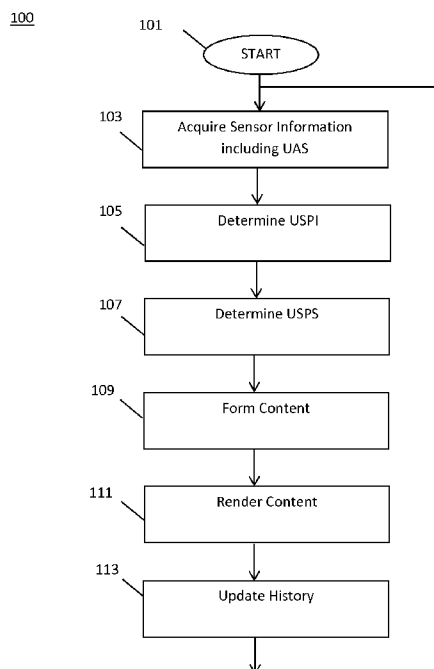 100
101
START
103
Acquire Sensor Information
including UAS
105
Determine USPI
107
Determine USPS
109
Form Content
111
Render Content
113
Update History